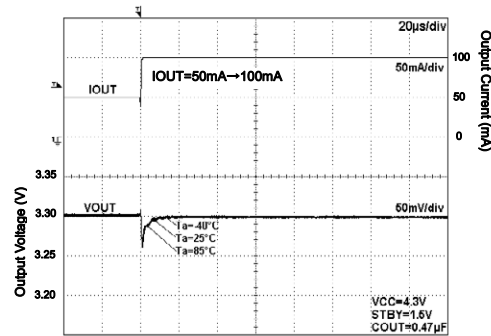 20µs/div
IOUT=50mA→100mA
50mA/div
IOUT
100
50
0
Output Current (mA)
3.35
3.30
3.25
3.20
Output Voltage (V)
VOUT
50mV/div
Ta=-40°C
Ta=25°C
Ta=85°C
VCC=4.3V
STBY=1.5V
COUT=0.47µF